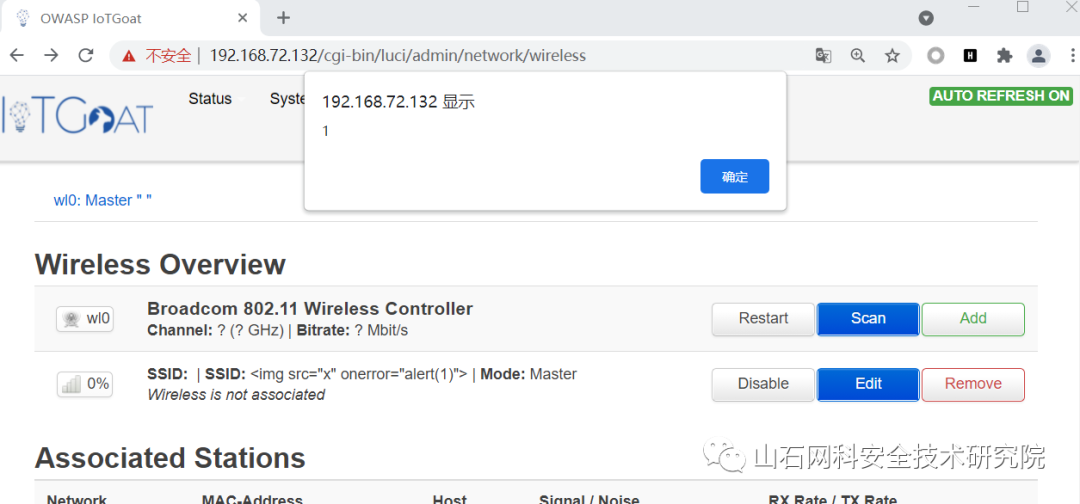 OWASP IoTGoat
不安全 | 192.168.72.132/cgi-bin/luci/admin/network/wireless
IoTGOAT
Status
Syste
AUTO REFRESH ON
192.168.72.132 显示
1
确定
wl0: Master " "
Wireless Overview
wl0
Broadcom 802.11 Wireless Controller
Channel: ? (? GHz) | Bitrate: ? Mbit/s
Restart
Scan
Add
0%
SSID: | SSID: <img src="x" onerror="alert(1)"> | Mode: Master
Wireless is not associated
Disable
Edit
Remove
Associated Stations
山石网科安全技术研究院
Network MAC-Address Host Signal / Noise RX Rate / TX Rate